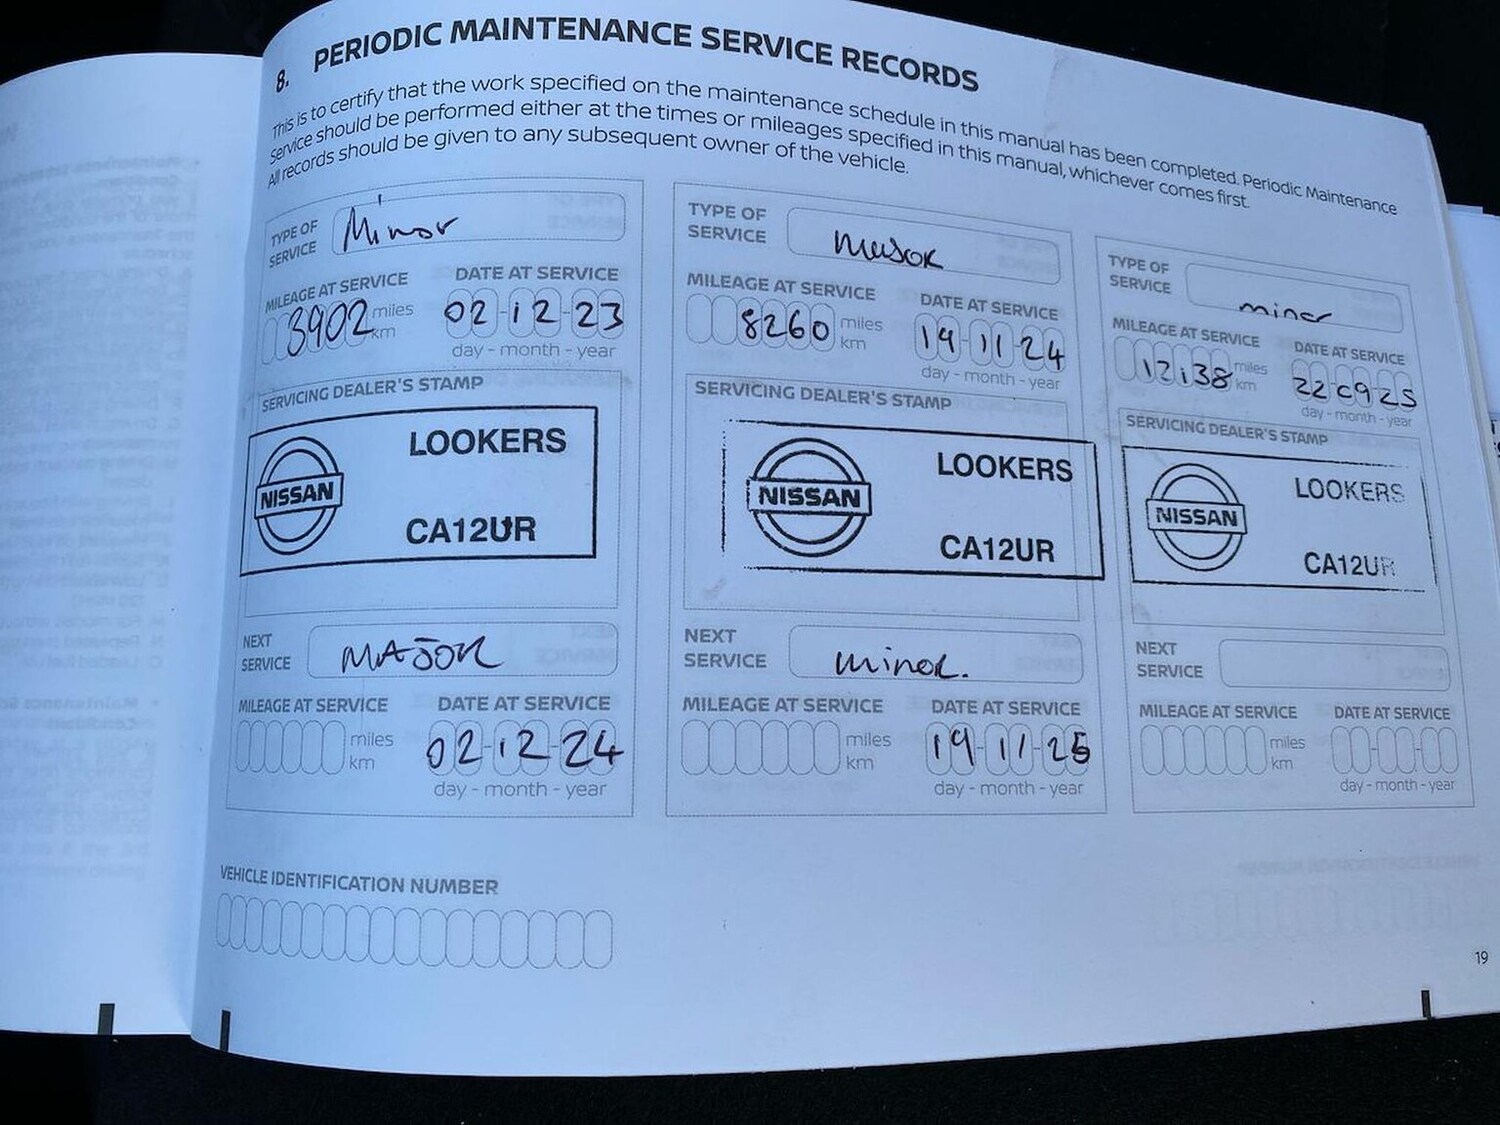 8. PERIODIC MAINTENANCE SERVICE RECORDS
This is to certify that the work specified on the maintenance schedule in this manual has been completed. Periodic Maintenance
Service should be performed either at the times or mileages specified in this manual, whichever comes first.
All records should be given to any subsequent owner of the vehicle.
TYPE OF
SERVICE
Minor
MILEAGE AT SERVICE
DATE AT SERVICE
3902
miles
km
02-12-23
day - month - year
SERVICING DEALER'S STAMP
NISSAN
LOOKERS
CA12UR
NEXT
SERVICE
MAJOR
MILEAGE AT SERVICE
DATE AT SERVICE
miles
km
02-12-24
day - month - year
TYPE OF
SERVICE
MAJOR
MILEAGE AT SERVICE
DATE AT SERVICE
8260
miles
km
19-11-24
day - month - year
SERVICING DEALER'S STAMP
NISSAN
LOOKERS
CA12UR
NEXT
SERVICE
minor.
MILEAGE AT SERVICE
DATE AT SERVICE
miles
km
19-11-25
day - month - year
TYPE OF
SERVICE
minor
MILEAGE AT SERVICE
DATE AT SERVICE
12138
miles
km
22-09-25
day - month - year
SERVICING DEALER'S STAMP
NISSAN
LOOKERS
CA12UR
NEXT
SERVICE
MILEAGE AT SERVICE
DATE AT SERVICE
miles
km
day - month - year
VEHICLE IDENTIFICATION NUMBER
19